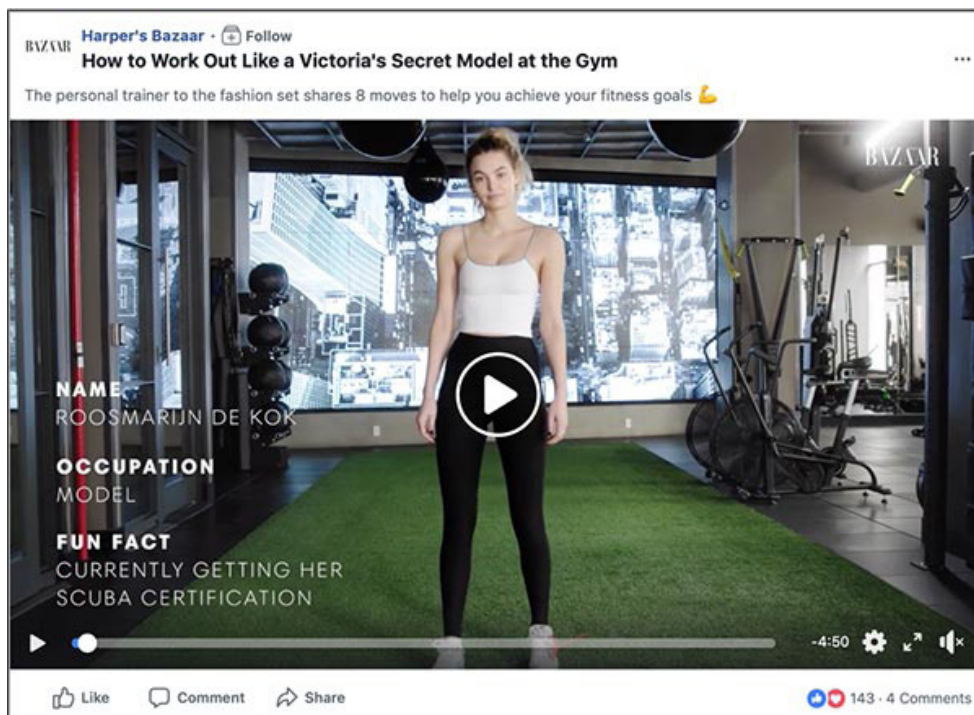 BAZAAR
Harper's Bazaar · Follow
How to Work Out Like a Victoria's Secret Model at the Gym
The personal trainer to the fashion set shares 8 moves to help you achieve your fitness goals 💪
BAZAAR
NAME
ROOSMARIJN DE KOK
OCCUPATION
MODEL
FUN FACT
CURRENTLY GETTING HER
SCUBA CERTIFICATION
-4:50
Like Comment Share 143 · 4 Comments